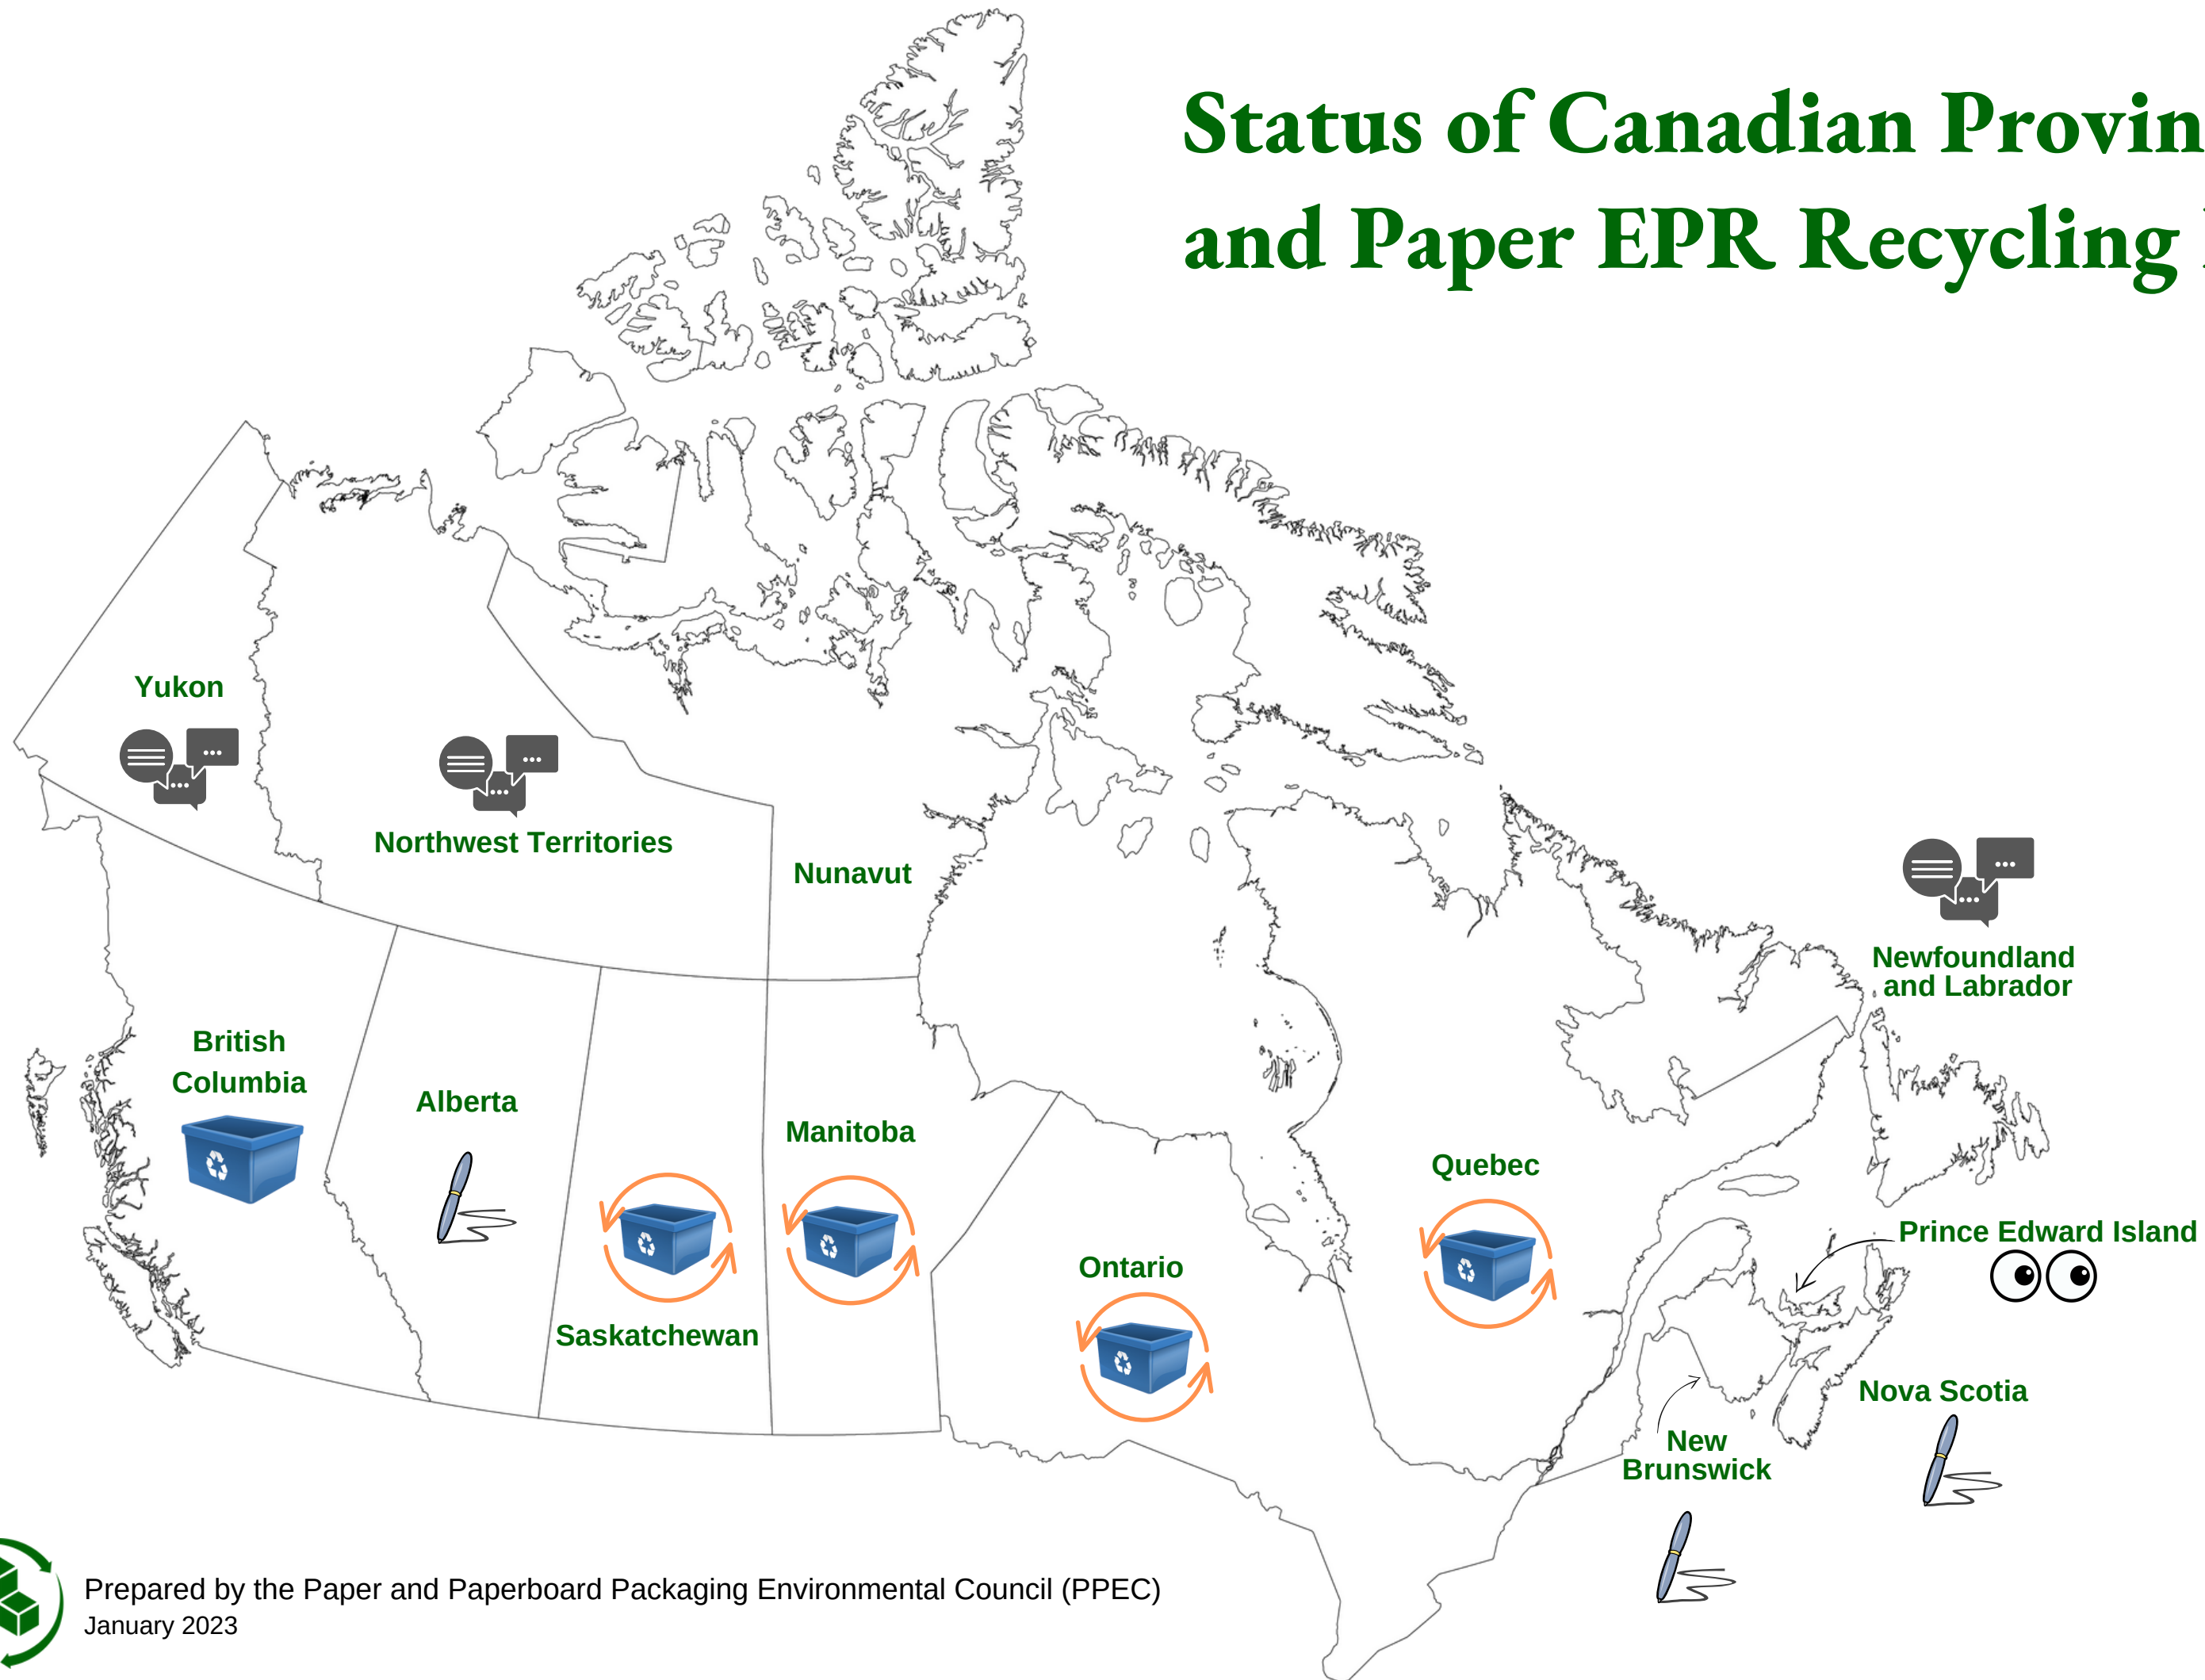 Status of Canadian Provin
and Paper EPR Recycling
Yukon
Northwest Territories
Nunavut
Newfoundland
and Labrador
British
Columbia
Alberta
Manitoba
Saskatchewan
Ontario
Quebec
Prince Edward Island
Nova Scotia
New
Brunswick
Prepared by the Paper and Paperboard Packaging Environmental Council (PPEC)
January 2023